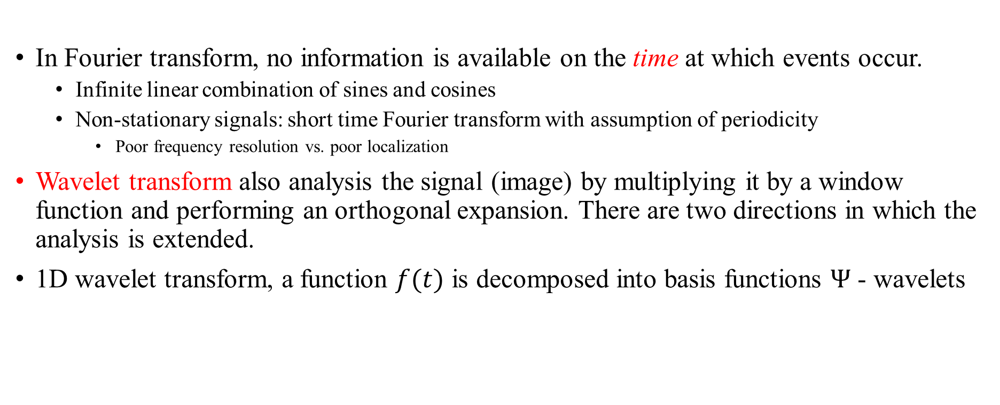 • In Fourier transform, no information is available on the time at which events occur.
• Infinite linear combination of sines and cosines
• Non-stationary signals: short time Fourier transform with assumption of periodicity
• Poor frequency resolution vs. poor localization
• Wavelet transform also analysis the signal (image) by multiplying it by a window
function and performing an orthogonal expansion. There are two directions in which the
analysis is extended.
• 1D wavelet transform, a function 𝑓(𝑡) is decomposed into basis functions Ψ - wavelets